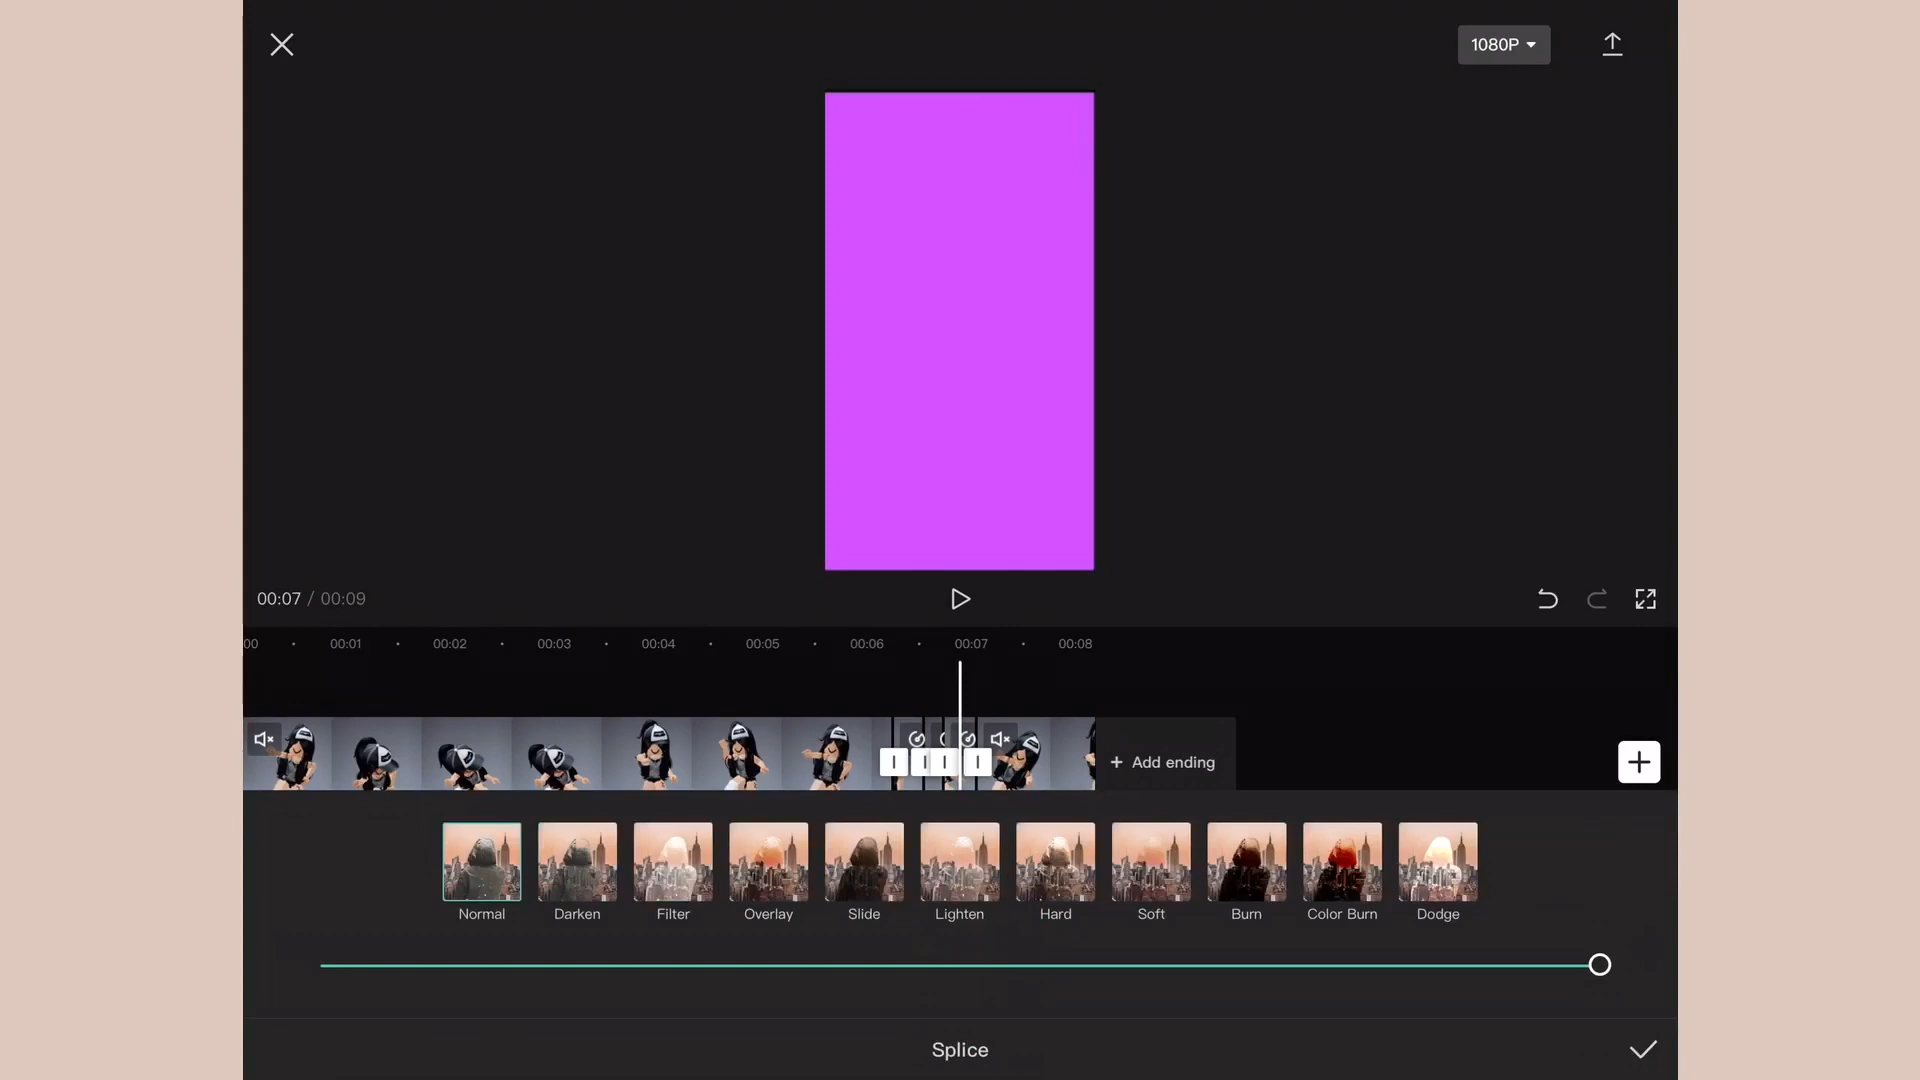 1080P
00:07 / 00:09
00 00:01 00:02 00:03 00:04 00:05 00:06 00:07 00:08
+ Add ending
Normal Darken Filter Overlay Slide Lighten Hard Soft Burn Color Burn Dodge
Splice